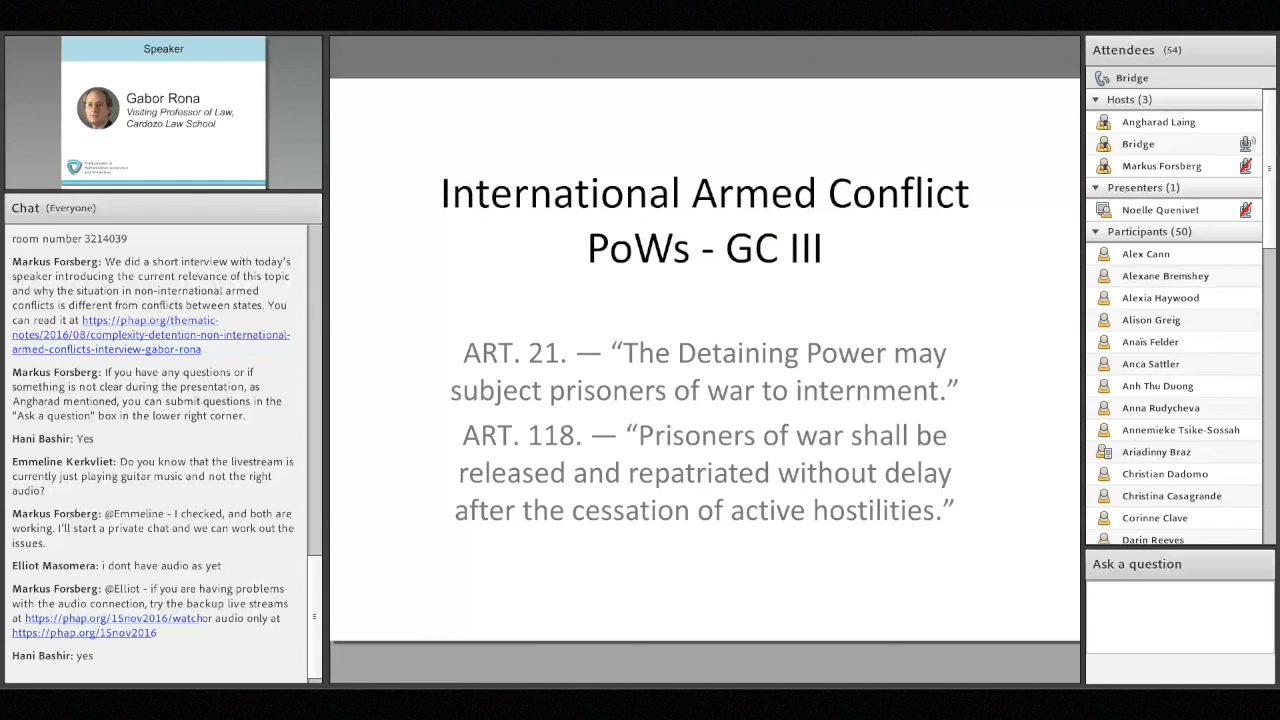 Speaker
Gabor Rona
Visiting Professor of Law,
Cardozo Law School
Professionals in
Humanitarian Assistance
and Protection
Chat (Everyone)
room number 3214039
Markus Forsberg: We did a short interview with today's
speaker introducing the current relevance of this topic
and why the situation in non-international armed
conflicts is different from conflicts between states. You
can read it at https://phap.org/thematic-
notes/2016/08/complexity-detention-non-international-
armed-conflicts-interview-gabor-rona
Markus Forsberg: If you have any questions or if
something is not clear during the presentation, as
Angharad mentioned, you can submit questions in the
"Ask a question" box in the lower right corner.
Hani Bashir: Yes
Emmeline Kerkvliet: Do you know that the livestream is
currently just playing guitar music and not the right
audio?
Markus Forsberg: @Emmeline - I checked, and both are
working. I'll start a private chat and we can work out the
issues.
Elliot Masomera: i dont have audio as yet
Markus Forsberg: @Elliot - if you are having problems
with the audio connection, try the backup live streams
at https://phap.org/15nov2016/watchor audio only at
https://phap.org/15nov2016
Hani Bashir: yes
International Armed Conflict
PoWs - GC III
ART. 21. — “The Detaining Power may
subject prisoners of war to internment.”
ART. 118. — “Prisoners of war shall be
released and repatriated without delay
after the cessation of active hostilities.”
Attendees (54)
Bridge
Hosts (3)
Angharad Laing
Bridge
Markus Forsberg
Presenters (1)
Noelle Quenivet
Participants (50)
Alex Cann
Alexane Bremshey
Alexia Haywood
Alison Greig
Anaïs Felder
Anca Sattler
Anh Thu Duong
Anna Rudycheva
Annemieke Tsike-Sossah
Ariadinny Braz
Christian Dadomo
Christina Casagrande
Corinne Clave
Darin Reeves
Ask a question